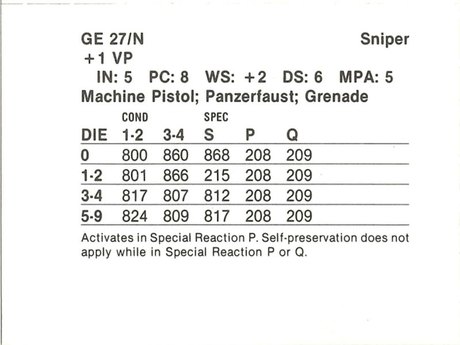 GE 27/N Sniper
+1 VP
IN: 5 PC: 8 WS: +2 DS: 6 MPA: 5
Machine Pistol; Panzerfaust; Grenade
COND SPEC
DIE 1-2 3-4 S P Q
0 800 860 868 208 209
1-2 801 866 215 208 209
3-4 817 807 812 208 209
5-9 824 809 817 208 209
Activates in Special Reaction P. Self-preservation does not
apply while in Special Reaction P or Q.